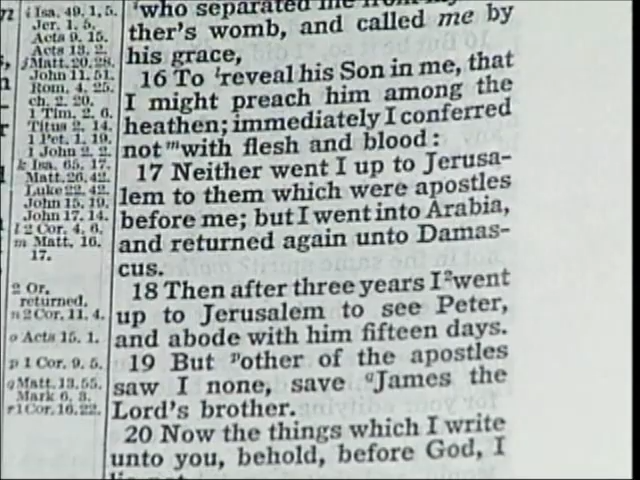 72
i Isa. 49. 1, 5.
Jer. 1. 5.
Acts 9. 15.
Acts 13. 2.
j Matt. 20. 28.
John 11. 51.
Rom. 4. 25.
ch. 2. 20.
1 Tim. 2. 6.
Titus 2. 14.
1 Pet. 1. 19.
1 John 2. 2.
k Isa. 65. 17.
Matt. 26. 42.
Luke 22. 42.
John 15. 19.
John 17. 14.
l 2 Cor. 4. 6.
m Matt. 16.
17.
2 Or,
returned.
n 2 Cor. 11. 4.
o Acts 15. 1.
p 1 Cor. 9. 5.
q Matt. 13. 55.
Mark 6. 3.
r 1 Cor. 16. 22.
who separated me from my
ther's womb, and called me by
his grace,
16 To l reveal his Son in me, that
I might preach him among the
heathen; immediately I conferred
not m with flesh and blood:
17 Neither went I up to Jerusa-
lem to them which were apostles
before me; but I went into Arabia,
and returned again unto Damas-
cus.
18 Then after three years I 2 went
up to Jerusalem to see Peter,
and abode with him fifteen days.
19 But p other of the apostles
saw I none, save q James the
Lord's brother.
20 Now the things which I write
unto you, behold, before God, I